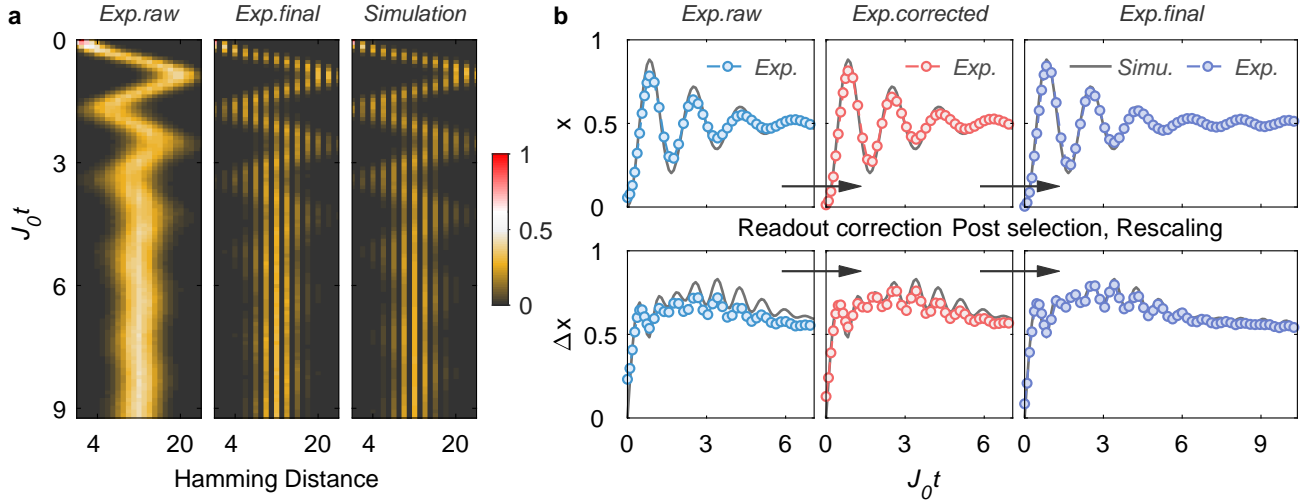 a
Exp.raw Exp.final Simulation
0
3
6
9
J₀t
4 20 4 20 4 20
Hamming Distance
1
0.5
0
b
Exp.raw Exp.corrected Exp.final
1
0.5
0
x
Exp. Exp. Simu. Exp.
Readout correction Post selection, Rescaling
1
0.5
0
Δx
0 3 6 0 3 6 0 3 6 9
J₀t